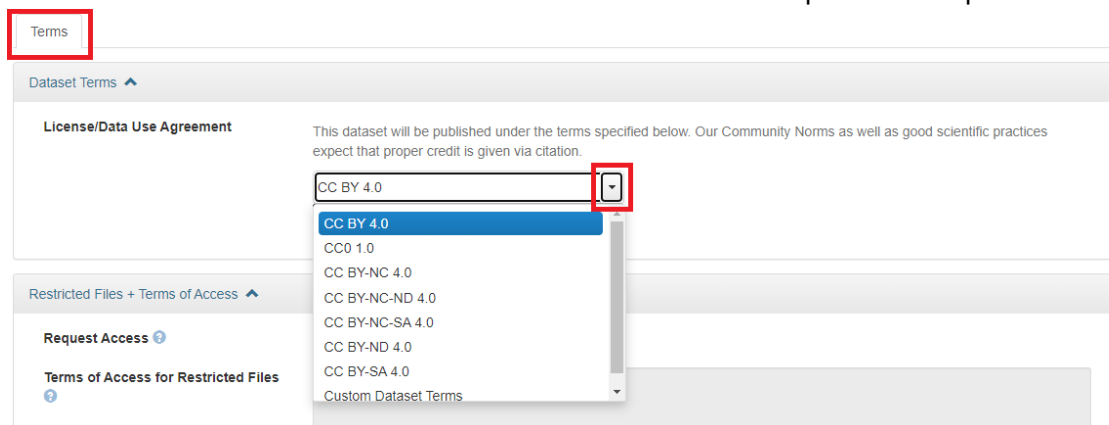 Terms
Dataset Terms
License/Data Use Agreement
This dataset will be published under the terms specified below. Our Community Norms as well as good scientific practices
expect that proper credit is given via citation.
CC BY 4.0
CC BY 4.0
CC0 1.0
CC BY-NC 4.0
CC BY-NC-ND 4.0
CC BY-NC-SA 4.0
CC BY-ND 4.0
CC BY-SA 4.0
Custom Dataset Terms
Restricted Files + Terms of Access
Request Access ?
Terms of Access for Restricted Files
?